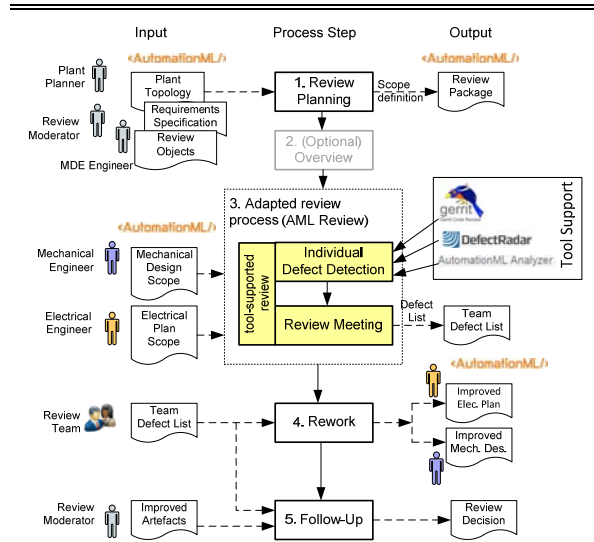 Input
Process Step
Output
<AutomationML/>
<AutomationML/>
Plant
Planner
Plant
Topology
1. Review
Planning
Scope
definition
Review
Package
Requirements
Specification
Review
Moderator
Review
Objects
MDE Engineer
2. (Optional)
Overview
3. Adapted review
process (AML Review)
gerrit
Gerrit Code Review
DefectRadar
AutomationML Analyzer
Tool Support
<AutomationML/>
Mechanical
Engineer
Mechanical
Design
Scope
tool-supported
review
Individual
Defect Detection
Electrical
Engineer
Electrical
Plan
Scope
Review Meeting
Defect
List
Team
Defect List
<AutomationML/>
Review
Team
Team
Defect List
4. Rework
Improved
Elec. Plan
Improved
Mech. Des.
Review
Moderator
Improved
Artefacts
5. Follow-Up
Review
Decision